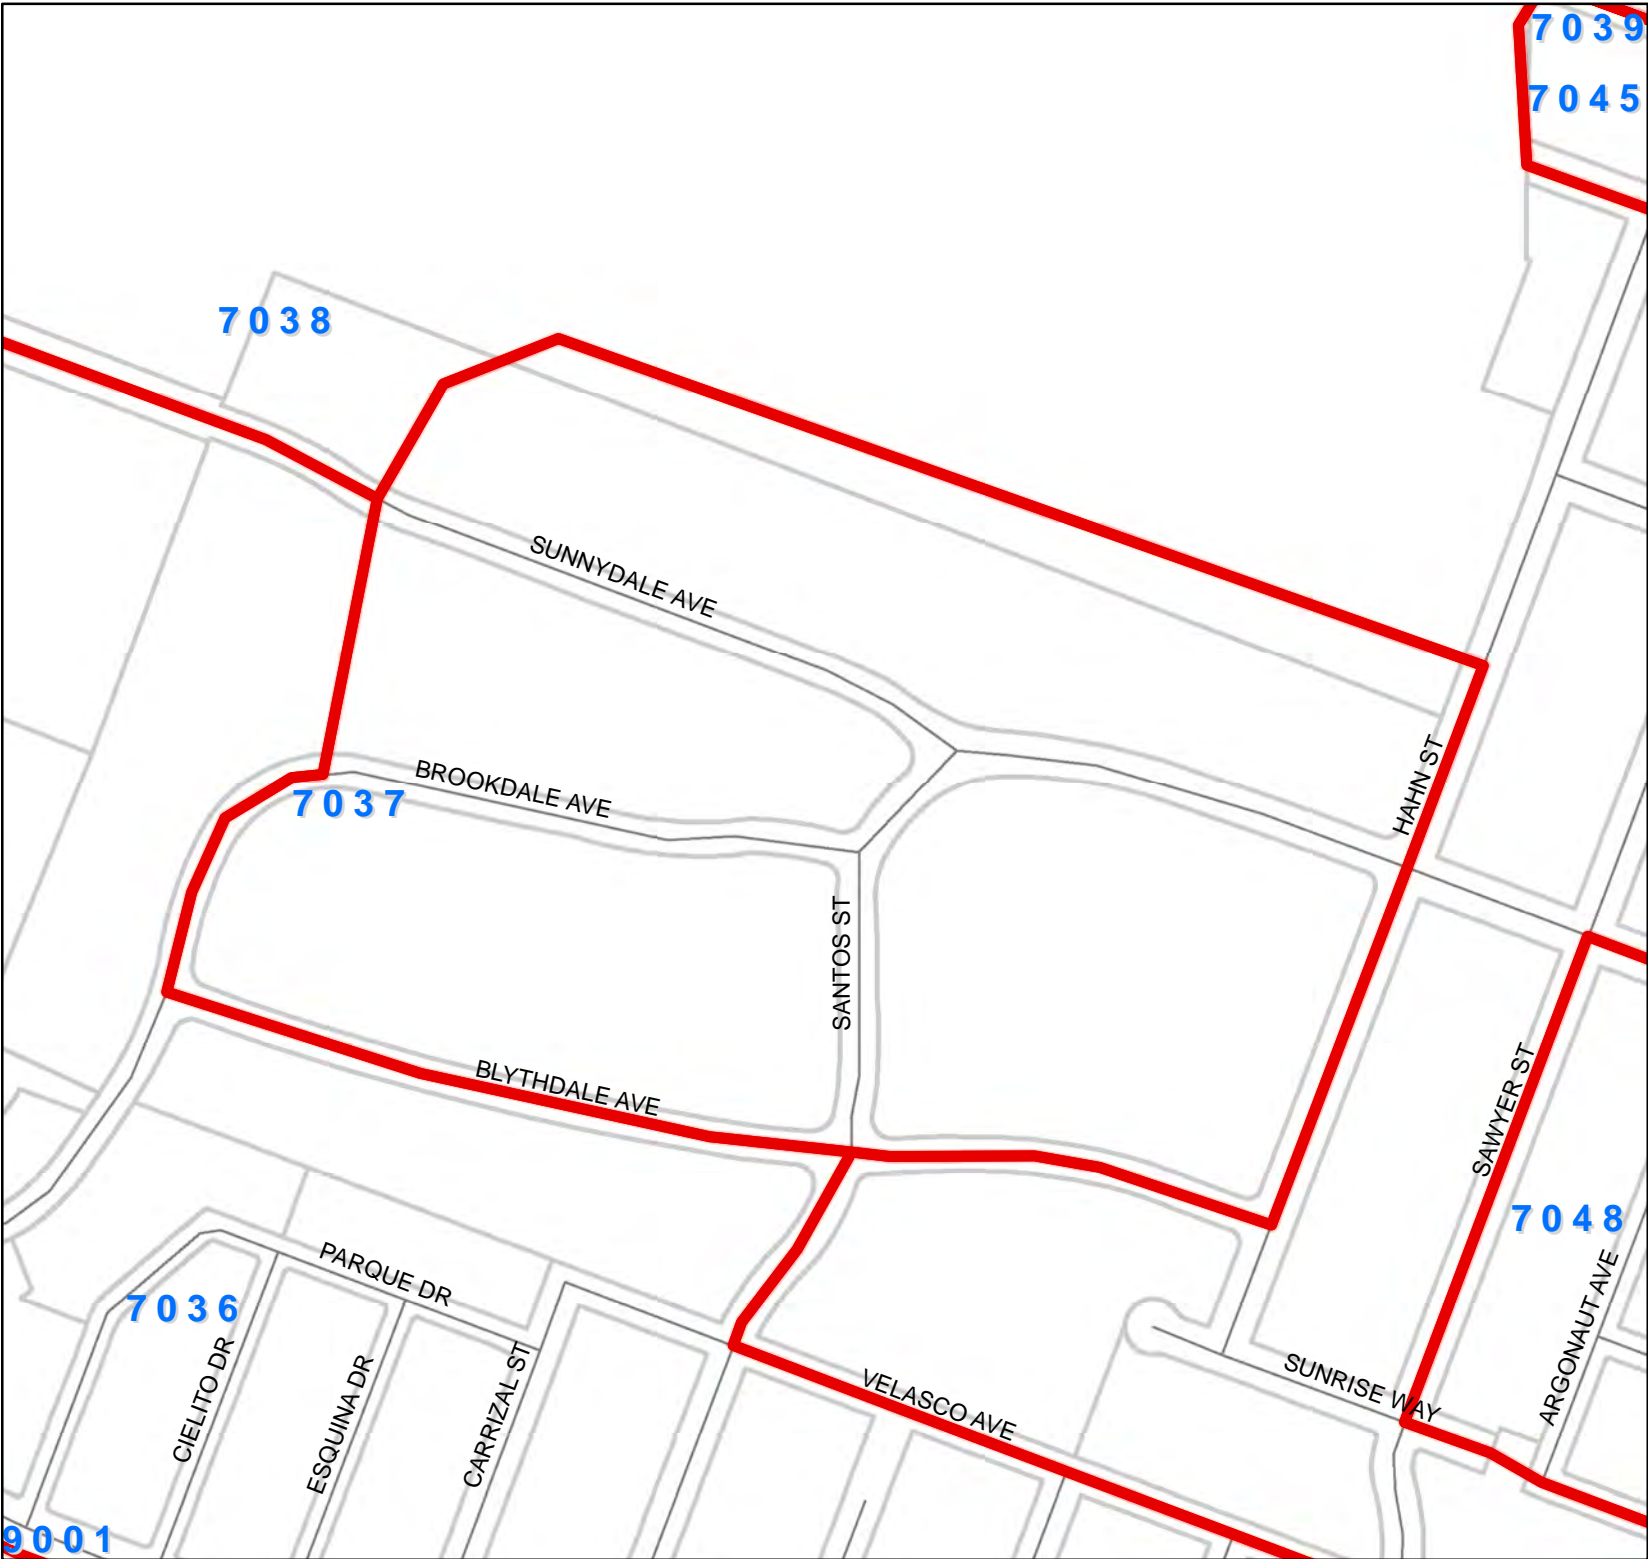 7039
7045
7038
SUNNYDALE AVE
HAHN ST
BROOKDALE AVE
7037
SANTOS ST
SAWYER ST
BLYTHDALE AVE
7048
PARQUE DR
7036
ARGONAUT AVE
CIELITO DR
ESQUINA DR
CARRIZAL ST
VELASCO AVE
SUNRISE WAY
9001